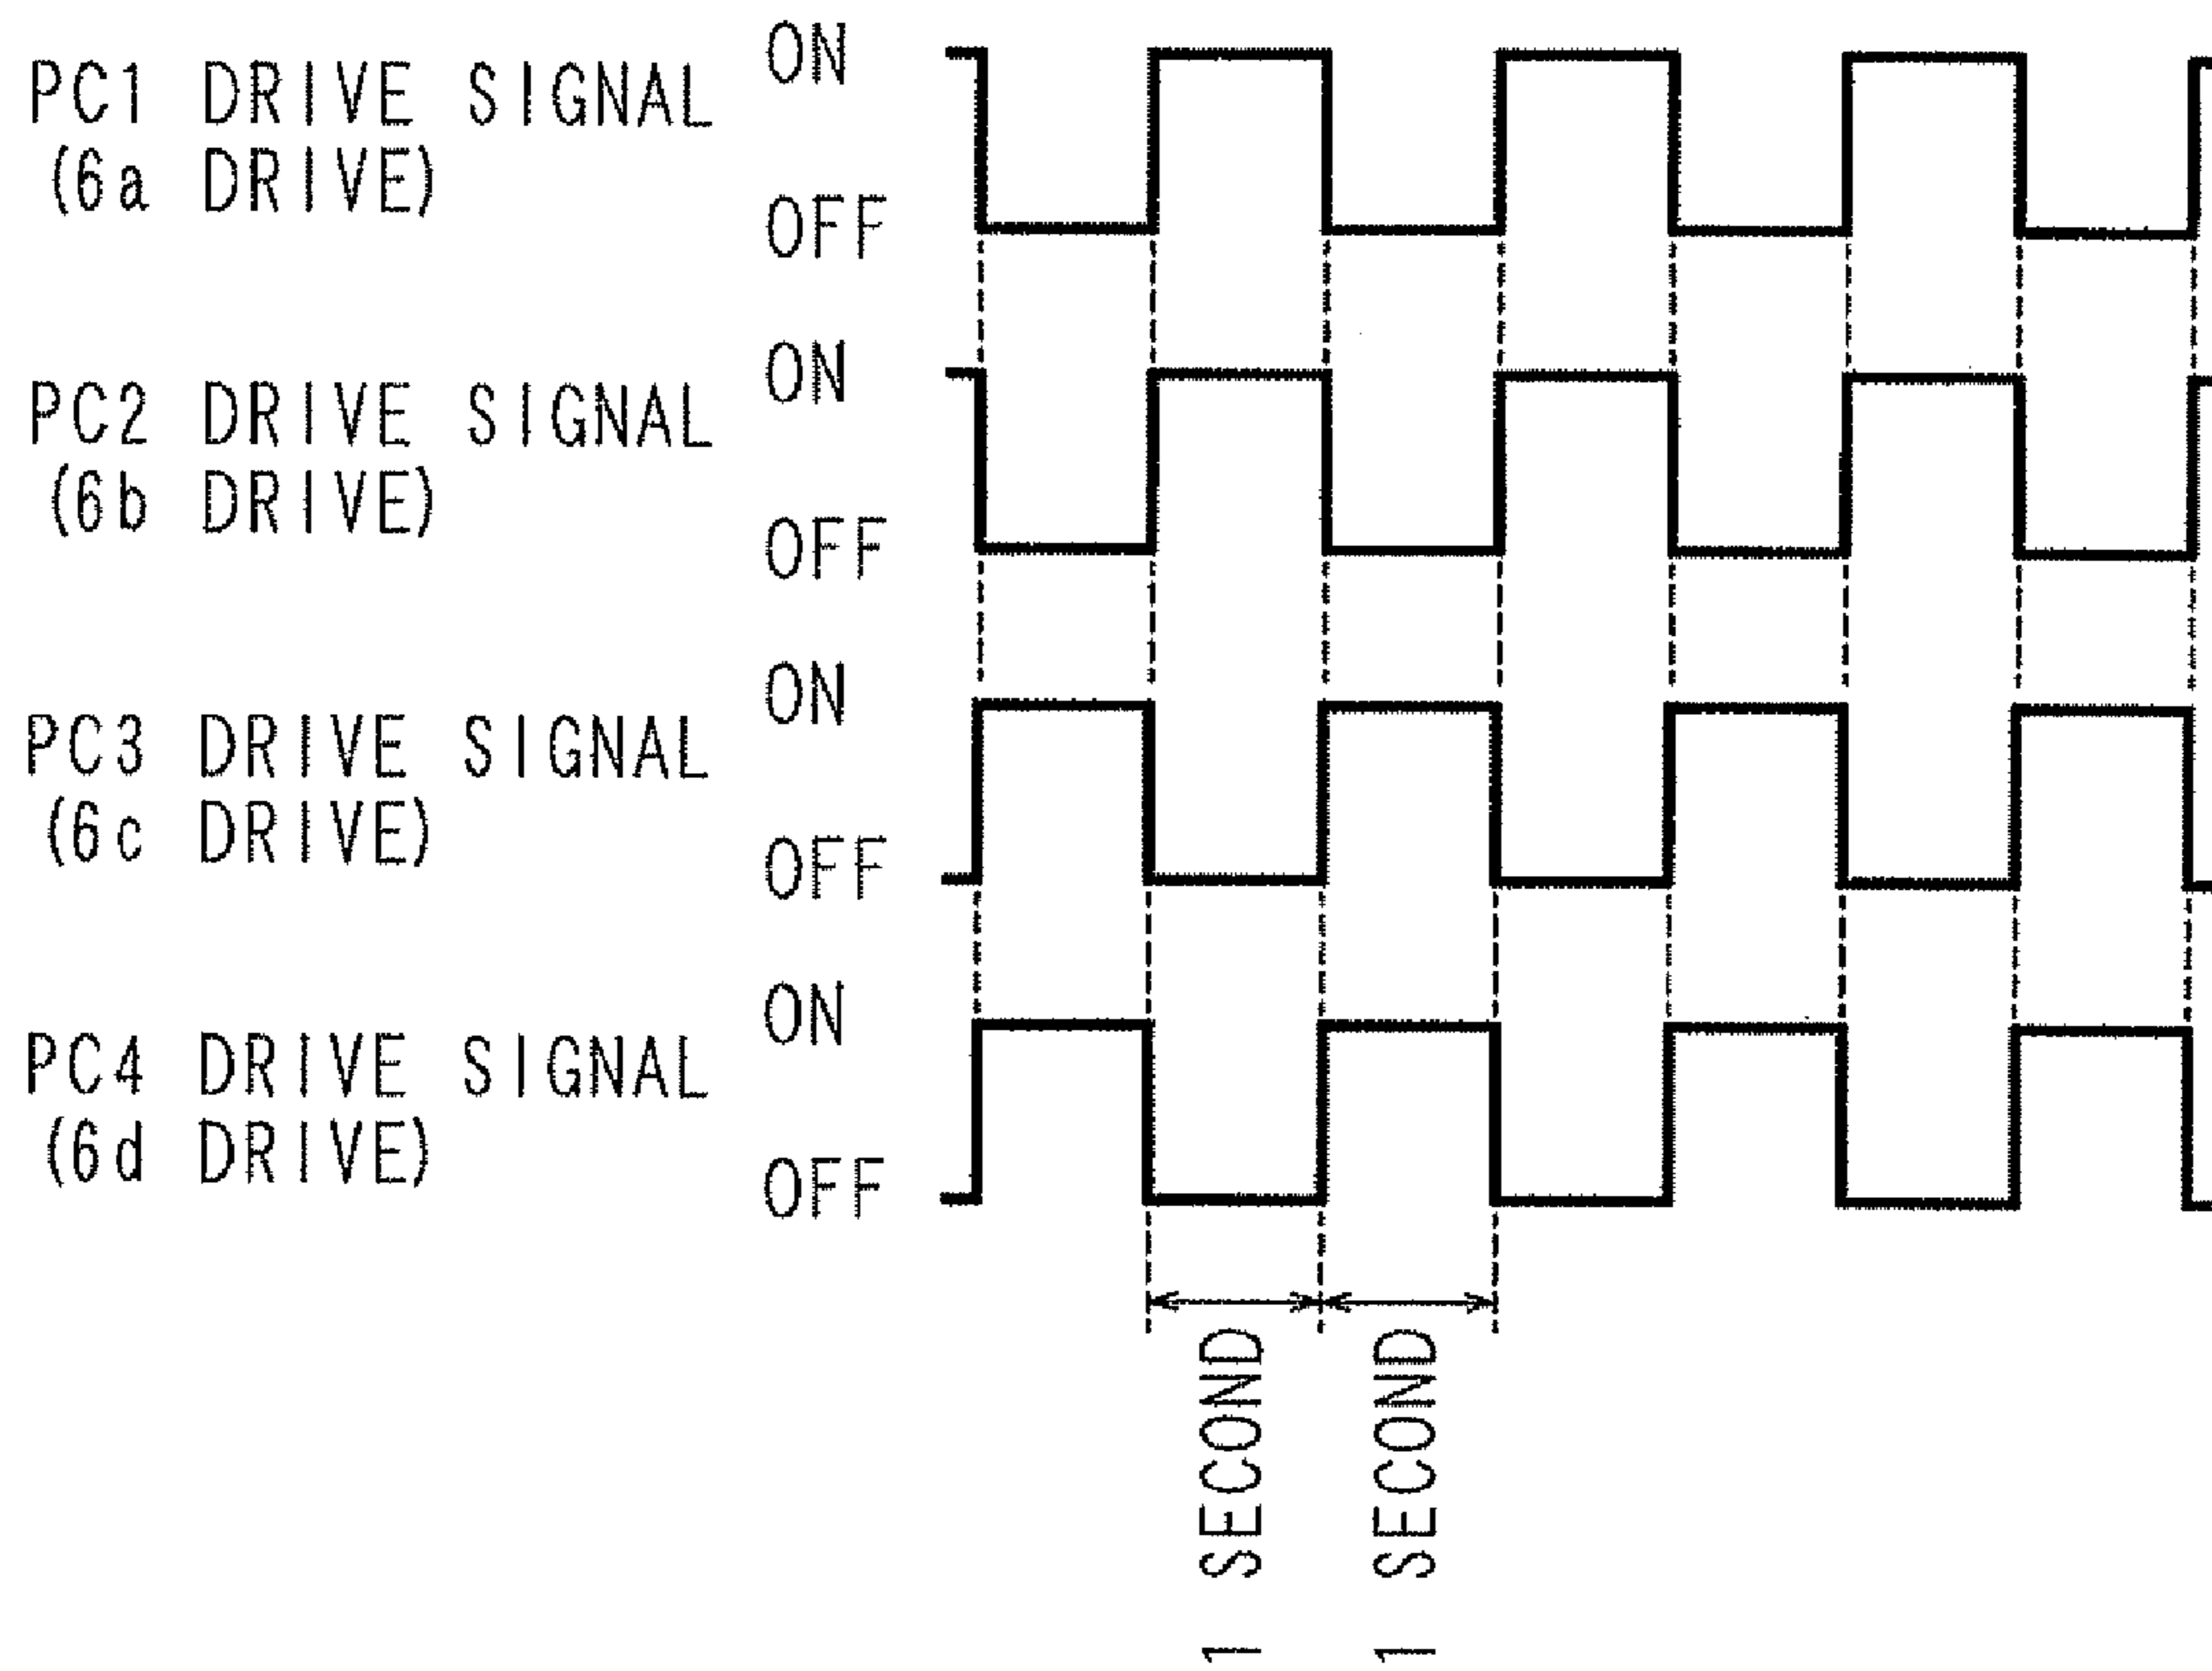 PC1 DRIVE SIGNAL
(6a DRIVE)
ON
OFF
PC2 DRIVE SIGNAL
(6b DRIVE)
ON
OFF
PC3 DRIVE SIGNAL
(6c DRIVE)
ON
OFF
PC4 DRIVE SIGNAL
(6d DRIVE)
ON
OFF
1 SECOND
1 SECOND